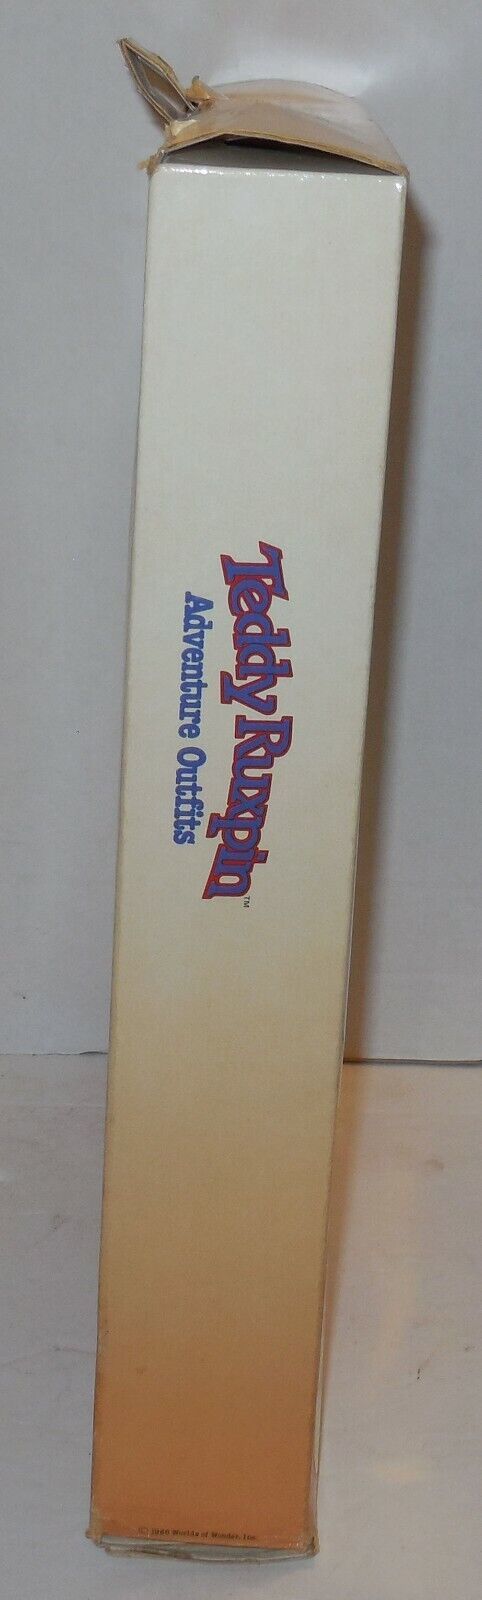 Teddy Ruxpin™
Adventure Outfits
© 1986 Worlds of Wonder, Inc.